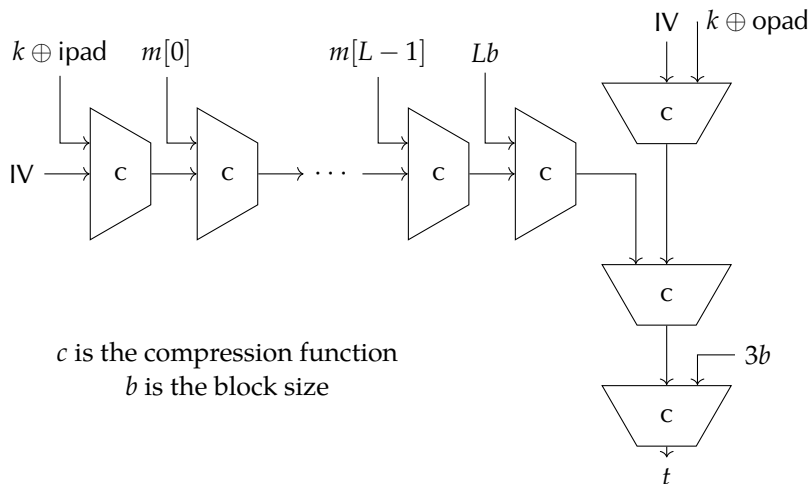 IV k ⊕ opad
k ⊕ ipad m[0] m[L − 1] Lb
c
IV c c ··· c c
c
c is the compression function
b is the block size
3b
c
t